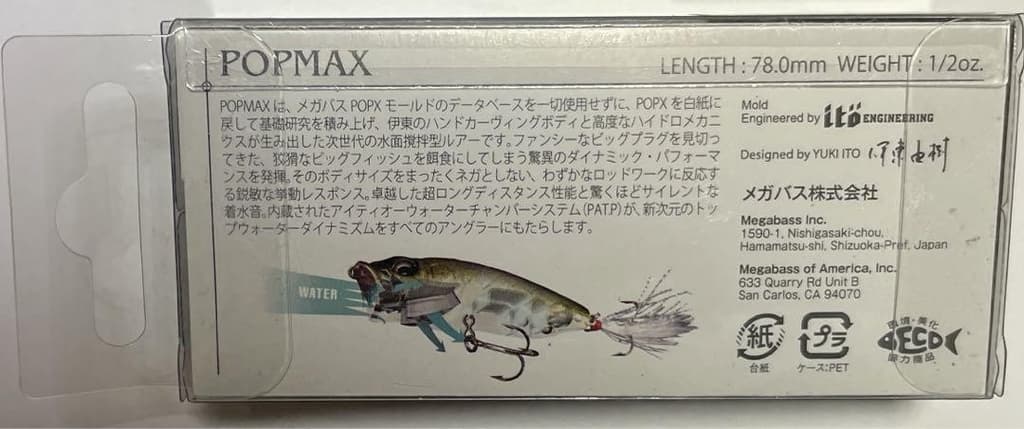 POPMAX
LENGTH : 78.0mm WEIGHT : 1/2oz.
POPMAX は、メガバス POPX モールドのデータベースを一切使用せずに、POPX を白紙に
戻して基礎研究を積み上げ、伊東のハンドカーヴィングボディと高度なハイドロメカニ
クスが生み出した次世代の水面撹拌型ルアーです。ファンシーなビッグプラグを見切っ
てきた、狡猾なビッグフィッシュを餌食にしてしまう驚異のダイナミック・パフォーマ
ンスを発揮。そのボディサイズをまったくネガとしない、わずかなロッドワークに反応す
る鋭敏な挙動レスポンス。卓越した超ロングディスタンス性能と驚くほどサイレントな
着水音。内蔵されたアイティオーウォーターチャンバーシステム(PAT.P)が、新次元のトッ
プウォーターダイナミズムをすべてのアングラーにもたらします。
WATER
Mold
Engineered by itö ENGINEERING
Designed by YUKI ITO 伊東由樹
メガバス株式会社
Megabass Inc.
1590-1, Nishigasaki-chou,
Hamamatsu-shi, Shizuoka-Pref, Japan
Megabass of America, Inc.
633 Quarry Rd Unit B
San Carlos, CA 94070
紙
台紙
プラ
ケース:PET
環境・美化
ECO
協力商品